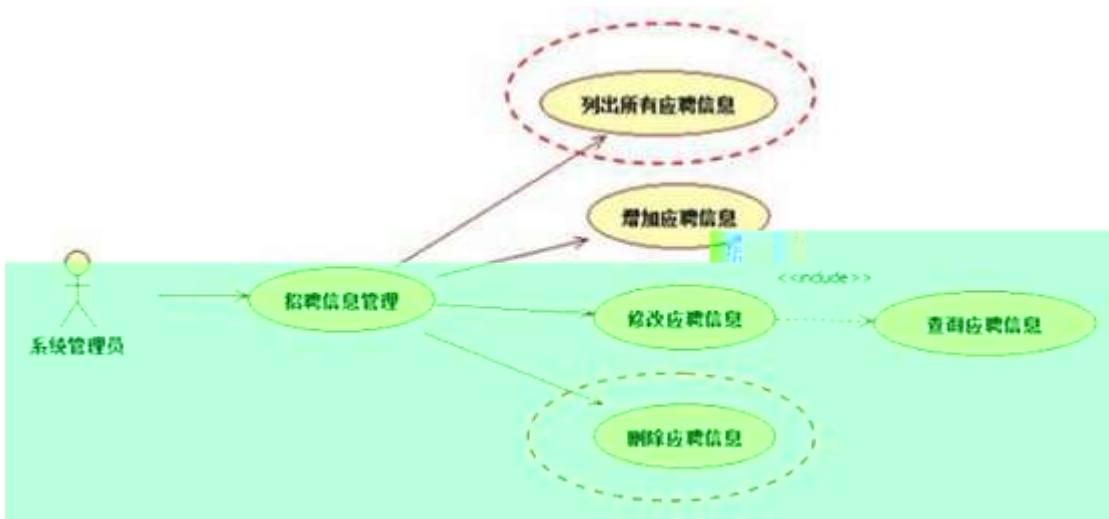 列出所有应聘信息
增加应聘信息
<<include>>
招聘信息管理
修改应聘信息
查询应聘信息
系统管理员
删除应聘信息